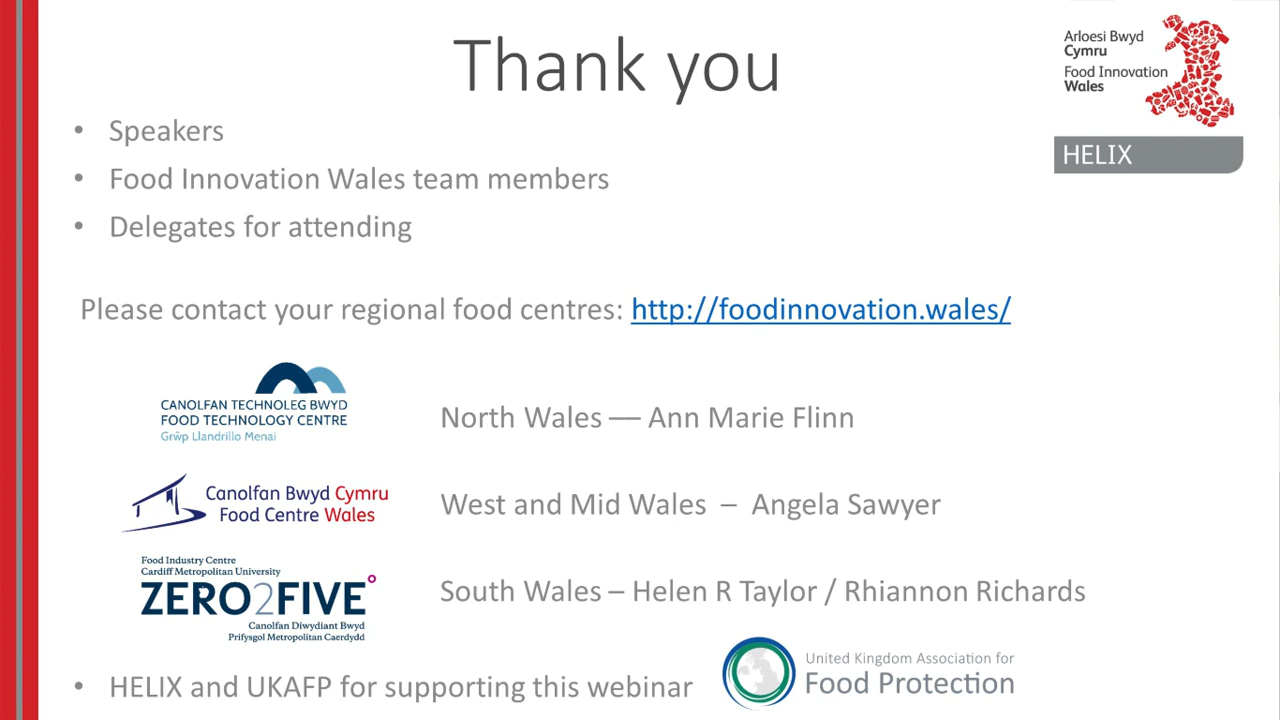 Thank you
Arloesi Bwyd
Cymru
Food Innovation
Wales
HELIX
• Speakers
• Food Innovation Wales team members
• Delegates for attending
Please contact your regional food centres: http://foodinnovation.wales/
CANOLFAN TECHNOLEG BWYD
FOOD TECHNOLOGY CENTRE
Grŵp Llandrillo Menai
North Wales –– Ann Marie Flinn
Canolfan Bwyd Cymru
Food Centre Wales
West and Mid Wales – Angela Sawyer
Food Industry Centre
Cardiff Metropolitan University
ZERO2FIVE°
Canolfan Diwydiant Bwyd
Prifysgol Metropolitan Caerdydd
South Wales – Helen R Taylor / Rhiannon Richards
• HELIX and UKAFP for supporting this webinar
United Kingdom Association for
Food Protection